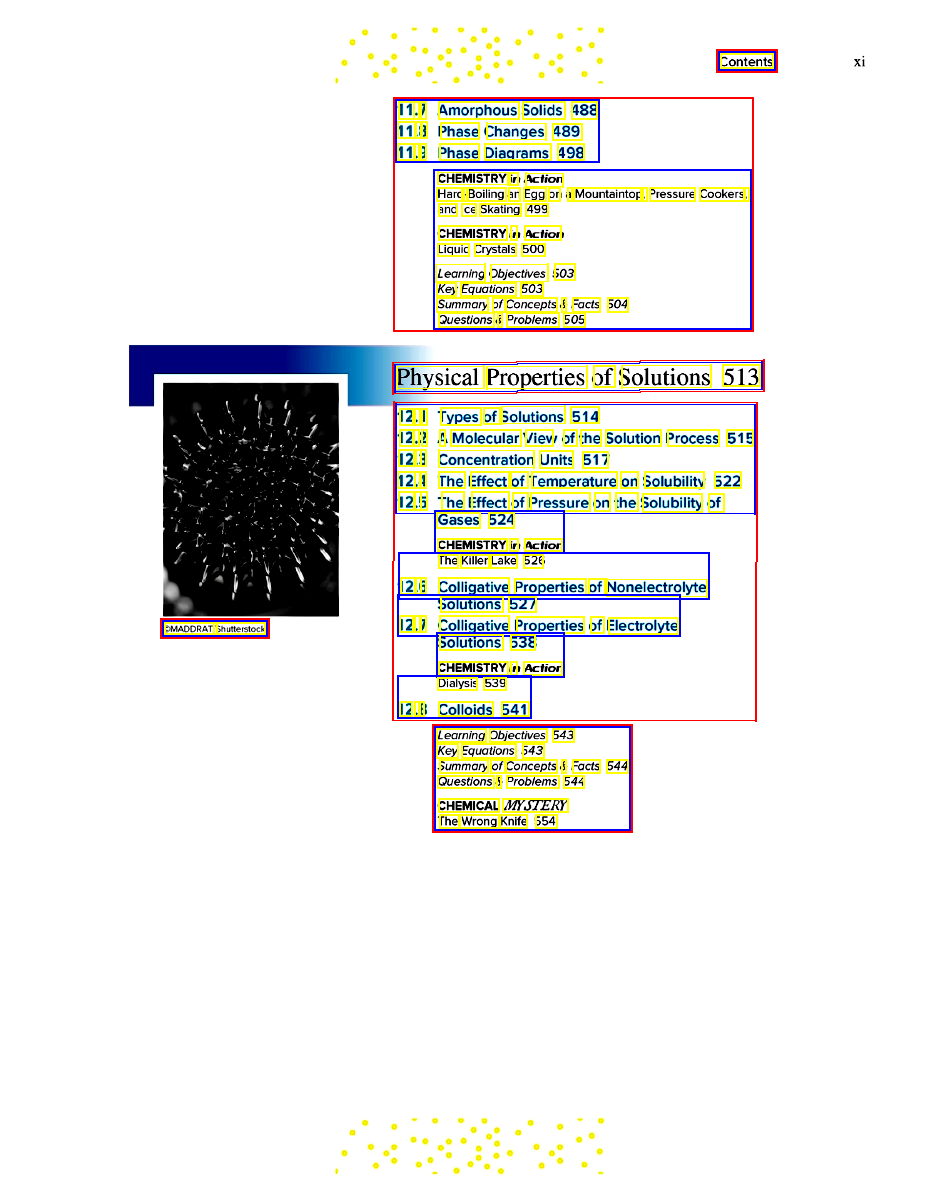 Contents xi
11.7 Amorphous Solids 488
11.8 Phase Changes 489
11.9 Phase Diagrams 498
CHEMISTRY in Action
Hard-Boiling an Egg on a Mountaintop, Pressure Cookers,
and Ice Skating 499
CHEMISTRY in Action
Liquid Crystals 500
Learning Objectives 503
Key Equations 503
Summary of Concepts & Facts 504
Questions & Problems 505
Physical Properties of Solutions 513
12.1 Types of Solutions 514
12.2 A Molecular View of the Solution Process 515
12.3 Concentration Units 517
12.4 The Effect of Temperature on Solubility 522
12.5 The Effect of Pressure on the Solubility of
Gases 524
CHEMISTRY in Action
The Killer Lake 526
12.6 Colligative Properties of Nonelectrolyte
Solutions 527
12.7 Colligative Properties of Electrolyte
Solutions 538
CHEMISTRY in Action
Dialysis 539
12.8 Colloids 541
©MADDRAT/Shutterstock
Learning Objectives 543
Key Equations 543
Summary of Concepts & Facts 544
Questions & Problems 544
CHEMICAL MYSTERY
The Wrong Knife 554